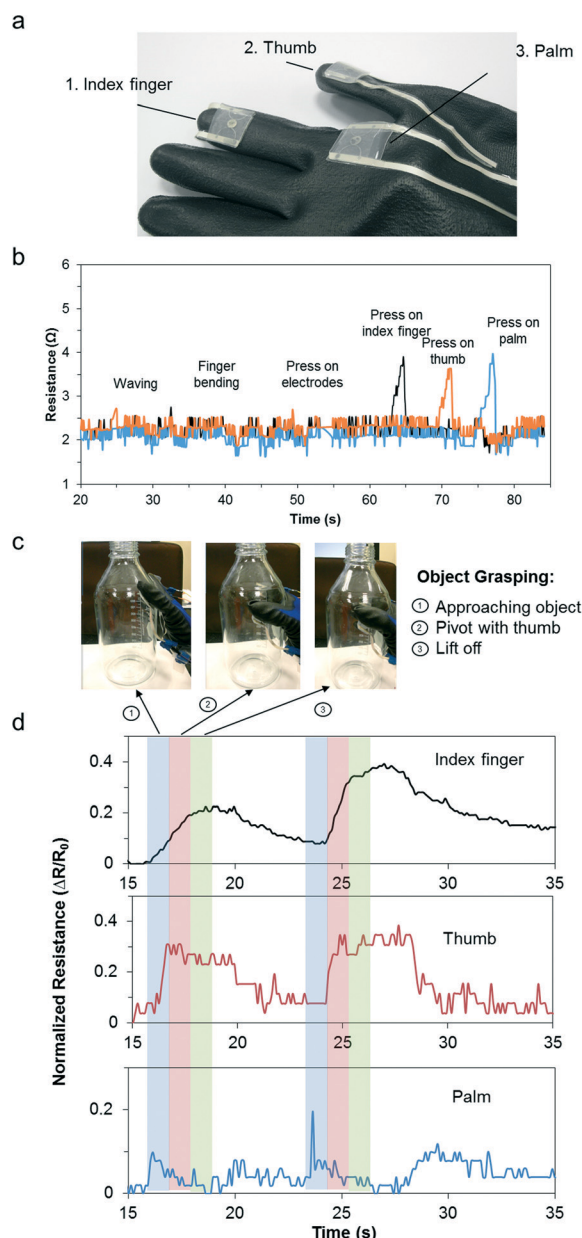 a
2. Thumb
3. Palm
1. Index finger
b
6
5
4
3
2
1
Resistance (Ω)
Waving
Finger
bending
Press on
electrodes
Press on
index finger
Press on
thumb
Press on
palm
20 30 40 50 60 70 80
Time (s)
c
Object Grasping:
① Approaching object
② Pivot with thumb
③ Lift off
① ② ③
d
Normalized Resistance (ΔR/R₀)
Index finger
0.4
0.2
0
15 20 25 30 35
Thumb
0.4
0.2
0
15 20 25 30 35
Palm
0.2
0
15 20 25 30 35
Time (s)